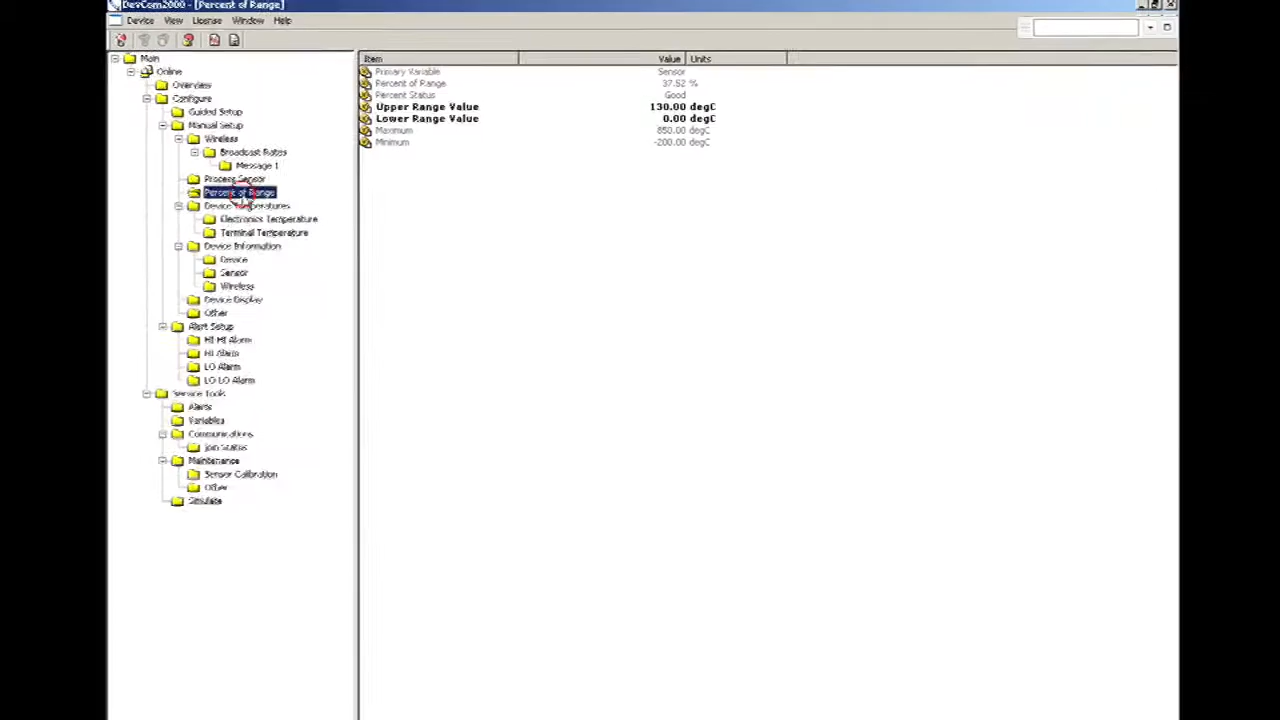 DevCom2000 - [Percent of Range]
Device View License Window Help
Main
Online
Overview
Configure
Guided Setup
Manual Setup
Wireless
Broadcast Rates
Message 1
Process Sensor
Percent of Range
Device Temperatures
Electronics Temperature
Terminal Temperature
Device Information
Device
Sensor
Wireless
Device Display
Other
Alert Setup
HI HI Alarm
HI Alarm
LO Alarm
LO LO Alarm
Service Tools
Alerts
Variables
Communications
Join Status
Maintenance
Sensor Calibration
Other
Simulate
Item Value Units
Primary Variable Sensor
Percent of Range 37.52 %
Percent Status Good
Upper Range Value 130.00 degC
Lower Range Value 0.00 degC
Maximum 850.00 degC
Minimum -200.00 degC